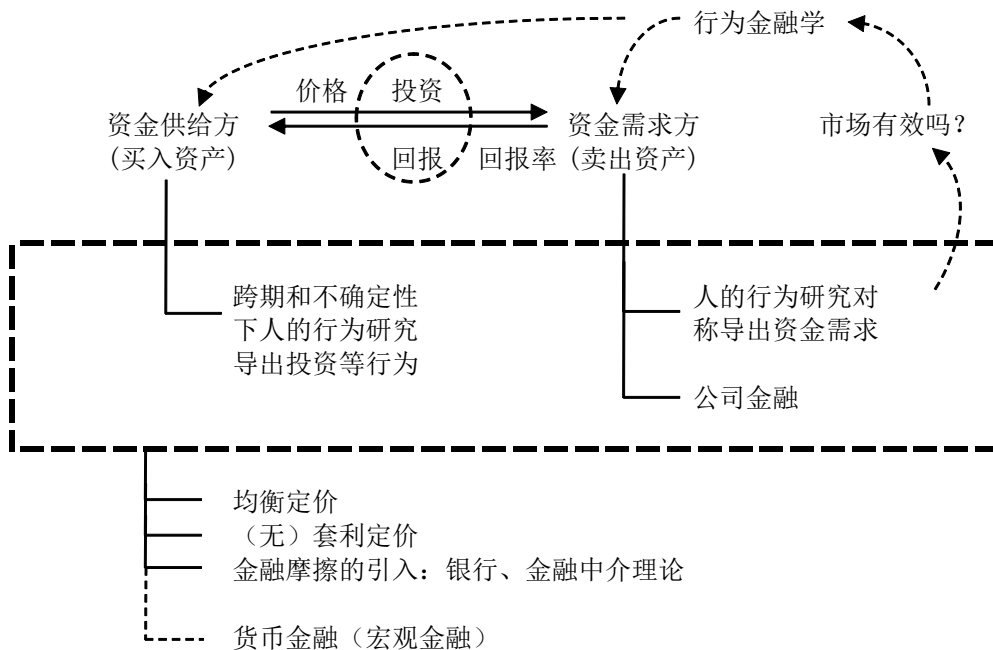 行为金融学
价格 投资
资金供给方 资金需求方 市场有效吗？
(买入资产) 回报 回报率 (卖出资产)
跨期和不确定性
下人的行为研究
导出投资等行为
人的行为研究对
称导出资金需求
公司金融
均衡定价
（无）套利定价
金融摩擦的引入：银行、金融中介理论
货币金融（宏观金融）